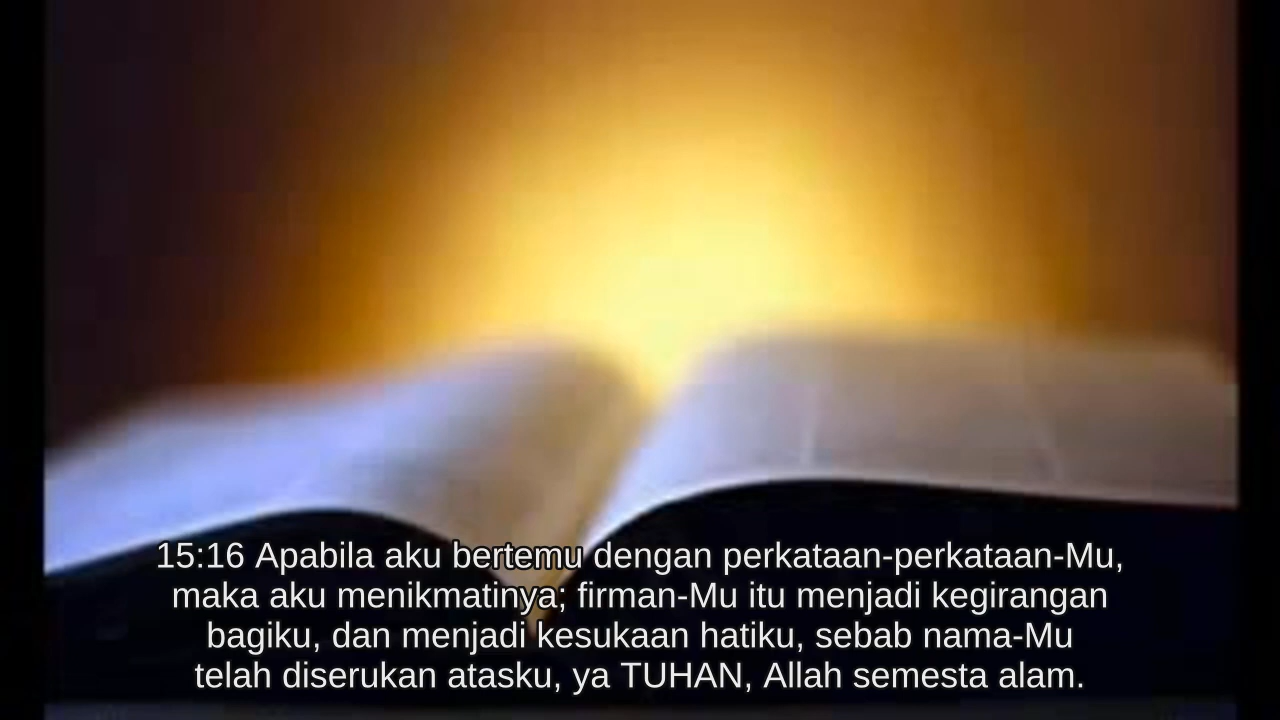 15:16 Apabila aku bertemu dengan perkataan-perkataan-Mu,
maka aku menikmatinya; firman-Mu itu menjadi kegirangan
bagiku, dan menjadi kesukaan hatiku, sebab nama-Mu
telah diserukan atasku, ya TUHAN, Allah semesta alam.